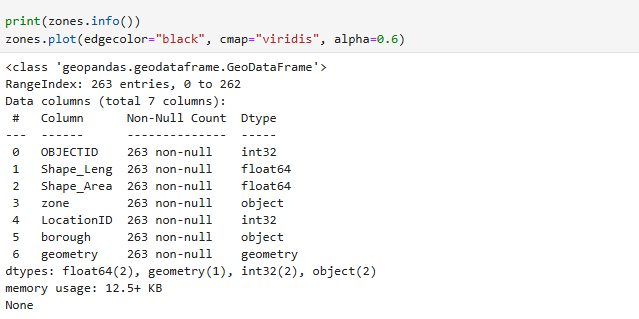 print(zones.info())
zones.plot(edgecolor="black", cmap="viridis", alpha=0.6)
<class 'geopandas.geodataframe.GeoDataFrame'>
RangeIndex: 263 entries, 0 to 262
Data columns (total 7 columns):
 #   Column      Non-Null Count  Dtype
---  ------      --------------  -----
 0   OBJECTID    263 non-null    int32
 1   Shape_Leng  263 non-null    float64
 2   Shape_Area  263 non-null    float64
 3   zone        263 non-null    object
 4   LocationID  263 non-null    int32
 5   borough     263 non-null    object
 6   geometry    263 non-null    geometry
dtypes: float64(2), geometry(1), int32(2), object(2)
memory usage: 12.5+ KB
None